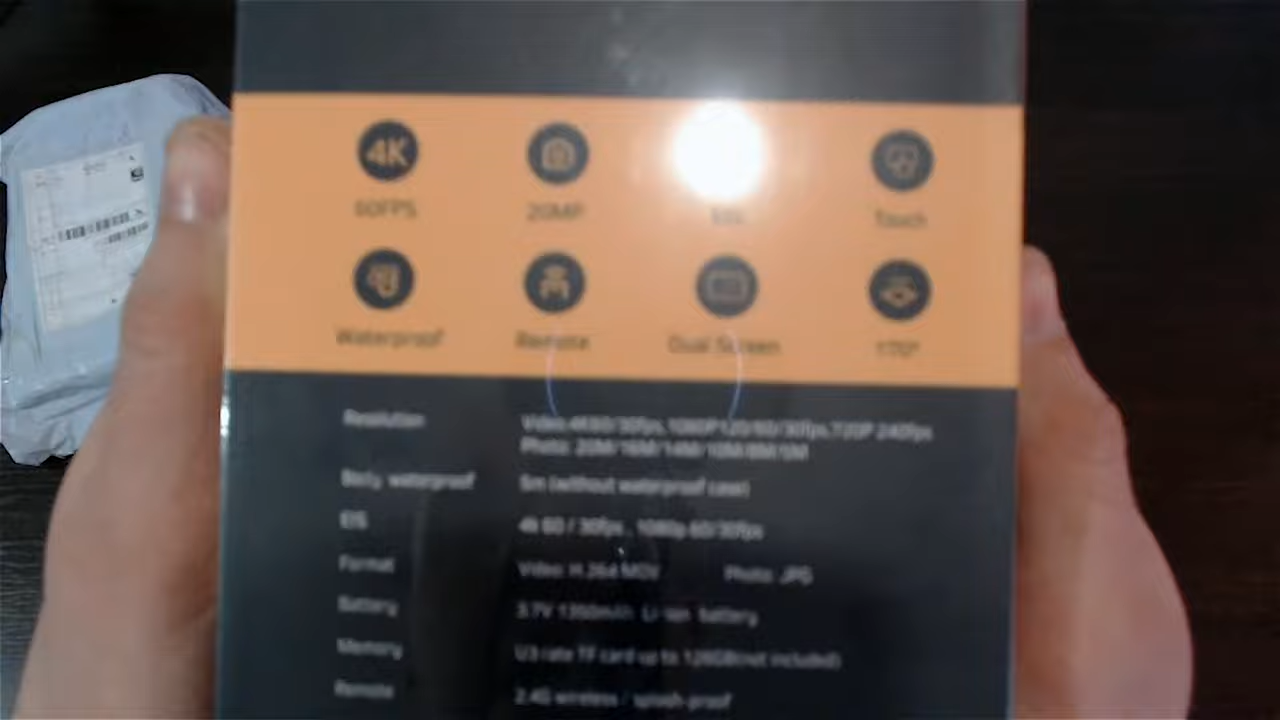 4K
60FPS 20MP EIS Touch
Waterproof Remote Dual Screen 170°
Resolution Video:4K60/30fps,1080P120/60/30fps,720P 240fps
Photo: 20M/16M/14M/10M/8M/5M
Body waterproof 5m (without waterproof case)
EIS 4k 60 / 30fps , 1080p 60/30fps
Format Video: H.264 MOV Photo: JPG
Battery 3.7V 1350mAh Li-ion battery
Memory U3 rate TF card up to 128GB(not included)
Remote 2.4G wireless / splash-proof